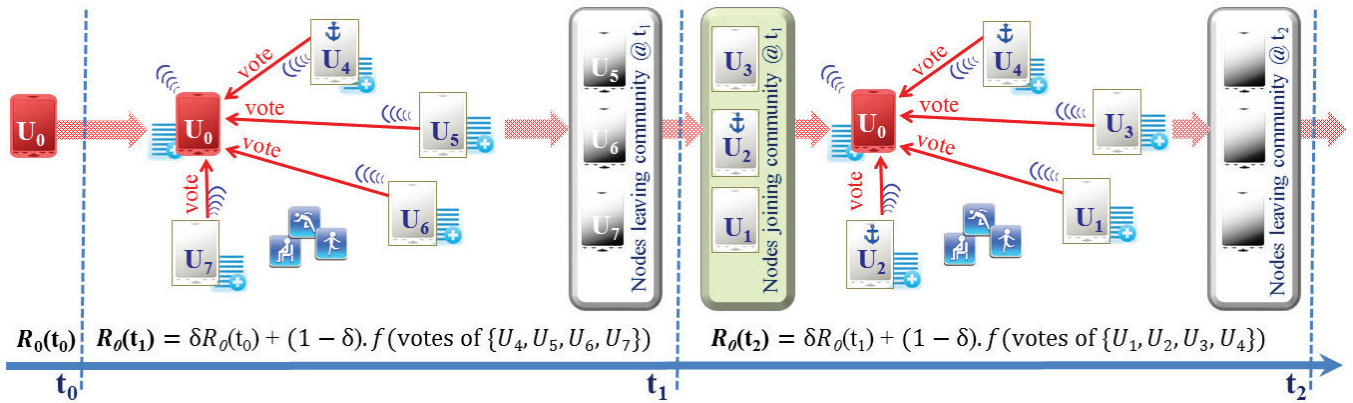 U₀
U₀
vote
U₄
vote
U₅
vote
U₆
vote
U₇
U₅
U₆
U₇
Nodes leaving community @ t₁
U₃
U₂
U₁
Nodes joining community @ t₁
U₀
vote
U₄
vote
U₃
vote
U₁
vote
U₂
Nodes leaving community @ t₂
R₀(t₀)
R₀(t₁) = δR₀(t₀) + (1 − δ).f(votes of {U₄, U₅, U₆, U₇})
R₀(t₂) = δR₀(t₁) + (1 − δ).f(votes of {U₁, U₂, U₃, U₄})
t₀
t₁
t₂